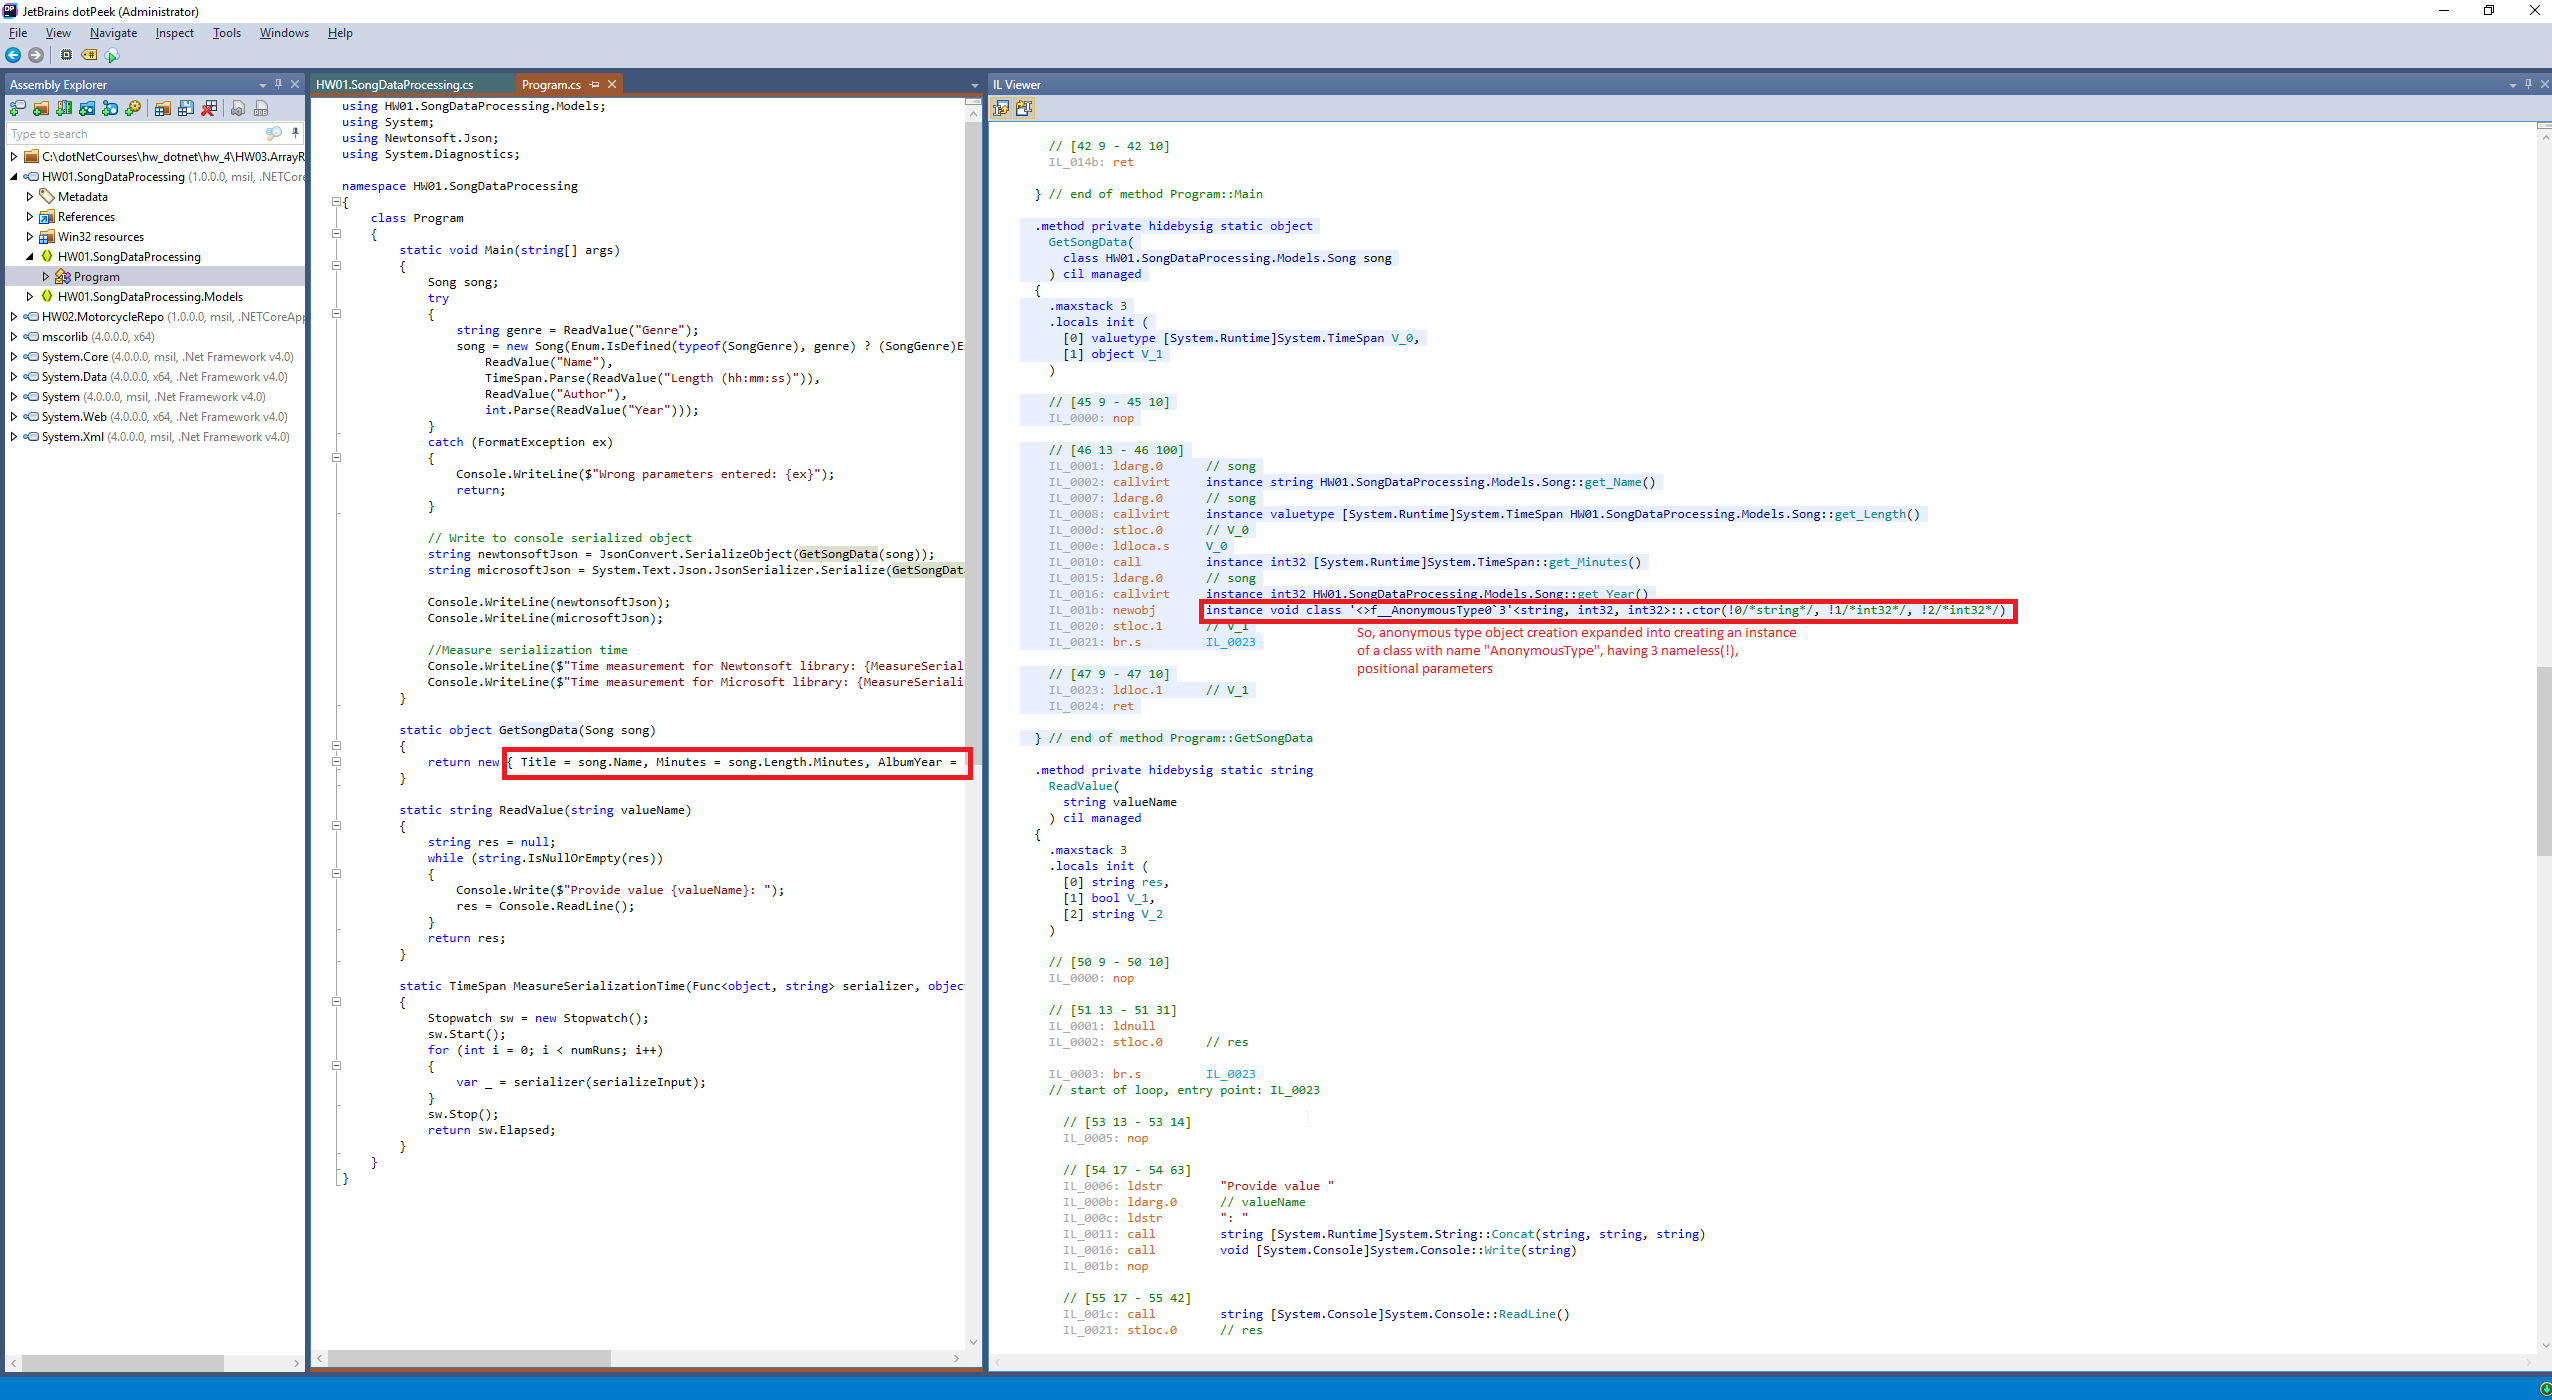 JetBrains dotPeek (Administrator)
File View Navigate Inspect Tools Windows Help
Assembly Explorer
Type to search
C:\dotNetCourses\hw_dotnet\hw_4\HW03.ArrayR
HW01.SongDataProcessing (1.0.0.0, msil, .NETCore
Metadata
References
Win32 resources
HW01.SongDataProcessing
Program
HW01.SongDataProcessing.Models
HW02.MotorcycleRepo (1.0.0.0, msil, .NETCoreApp
mscorlib (4.0.0.0, x64)
System.Core (4.0.0.0, msil, .Net Framework v4.0)
System.Data (4.0.0.0, x64, .Net Framework v4.0)
System (4.0.0.0, msil, .Net Framework v4.0)
System.Web (4.0.0.0, x64, .Net Framework v4.0)
System.Xml (4.0.0.0, msil, .Net Framework v4.0)
HW01.SongDataProcessing.cs Program.cs
using HW01.SongDataProcessing.Models;
using System;
using Newtonsoft.Json;
using System.Diagnostics;
namespace HW01.SongDataProcessing
{
class Program
{
static void Main(string[] args)
{
Song song;
try
{
string genre = ReadValue("Genre");
song = new Song(Enum.IsDefined(typeof(SongGenre), genre) ? (SongGenre)E
ReadValue("Name"),
TimeSpan.Parse(ReadValue("Length (hh:mm:ss)")),
ReadValue("Author"),
int.Parse(ReadValue("Year")));
}
catch (FormatException ex)
{
Console.WriteLine($"Wrong parameters entered: {ex}");
return;
}
// Write to console serialized object
string newtonsoftJson = JsonConvert.SerializeObject(GetSongData(song));
string microsoftJson = System.Text.Json.JsonSerializer.Serialize(GetSongDat
Console.WriteLine(newtonsoftJson);
Console.WriteLine(microsoftJson);
//Measure serialization time
Console.WriteLine($"Time measurement for Newtonsoft library: {MeasureSerial
Console.WriteLine($"Time measurement for Microsoft library: {MeasureSeriali
}
static object GetSongData(Song song)
{
return new { Title = song.Name, Minutes = song.Length.Minutes, AlbumYear =
}
static string ReadValue(string valueName)
{
string res = null;
while (string.IsNullOrEmpty(res))
{
Console.Write($"Provide value {valueName}: ");
res = Console.ReadLine();
}
return res;
}
static TimeSpan MeasureSerializationTime(Func<object, string> serializer, objec
{
Stopwatch sw = new Stopwatch();
sw.Start();
for (int i = 0; i < numRuns; i++)
{
var _ = serializer(serializeInput);
}
sw.Stop();
return sw.Elapsed;
}
}
}
IL Viewer
// [42 9 - 42 10]
IL_014b: ret
} // end of method Program::Main
.method private hidebysig static object
GetSongData(
class HW01.SongDataProcessing.Models.Song song
) cil managed
{
.maxstack 3
.locals init (
[0] valuetype [System.Runtime]System.TimeSpan V_0,
[1] object V_1
)
// [45 9 - 45 10]
IL_0000: nop
// [46 13 - 46 100]
IL_0001: ldarg.0 // song
IL_0002: callvirt instance string HW01.SongDataProcessing.Models.Song::get_Name()
IL_0007: ldarg.0 // song
IL_0008: callvirt instance valuetype [System.Runtime]System.TimeSpan HW01.SongDataProcessing.Models.Song::get_Length()
IL_000d: stloc.0 // V_0
IL_000e: ldloca.s V_0
IL_0010: call instance int32 [System.Runtime]System.TimeSpan::get_Minutes()
IL_0015: ldarg.0 // song
IL_0016: callvirt instance int32 HW01.SongDataProcessing.Models.Song::get_Year()
IL_001b: newobj instance void class '<>f__AnonymousType0`3'<string, int32, int32>::.ctor(!0/*string*/, !1/*int32*/, !2/*int32*/)
IL_0020: stloc.1 // V_1
IL_0021: br.s IL_0023
So, anonymous type object creation expanded into creating an instance
of a class with name "AnonymousType", having 3 nameless(!),
positional parameters
// [47 9 - 47 10]
IL_0023: ldloc.1 // V_1
IL_0024: ret
} // end of method Program::GetSongData
.method private hidebysig static string
ReadValue(
string valueName
) cil managed
{
.maxstack 3
.locals init (
[0] string res,
[1] bool V_1,
[2] string V_2
)
// [50 9 - 50 10]
IL_0000: nop
// [51 13 - 51 31]
IL_0001: ldnull
IL_0002: stloc.0 // res
IL_0003: br.s IL_0023
// start of loop, entry point: IL_0023
// [53 13 - 53 14]
IL_0005: nop
// [54 17 - 54 63]
IL_0006: ldstr "Provide value "
IL_000b: ldarg.0 // valueName
IL_000c: ldstr ": "
IL_0011: call string [System.Runtime]System.String::Concat(string, string, string)
IL_0016: call void [System.Console]System.Console::Write(string)
IL_001b: nop
// [55 17 - 55 42]
IL_001c: call string [System.Console]System.Console::ReadLine()
IL_0021: stloc.0 // res